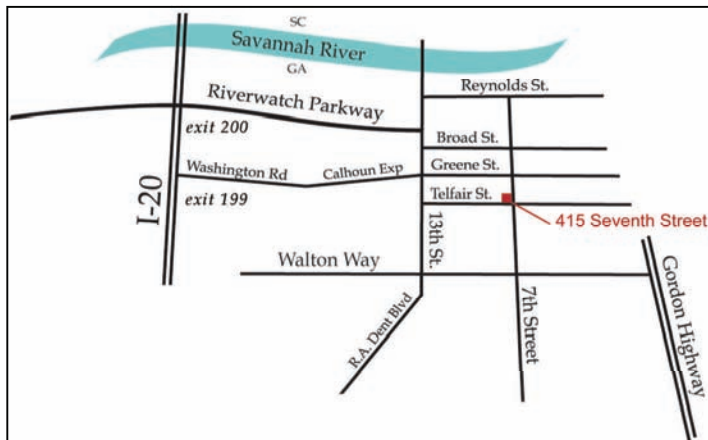 SC
Savannah River
GA
Reynolds St.
Riverwatch Parkway
exit 200
Broad St.
Washington Rd
Calhoun Exp
Greene St.
I-20
exit 199
Telfair St.
415 Seventh Street
13th St.
Walton Way
Gordon Highway
R.A. Dent Blvd
7th Street